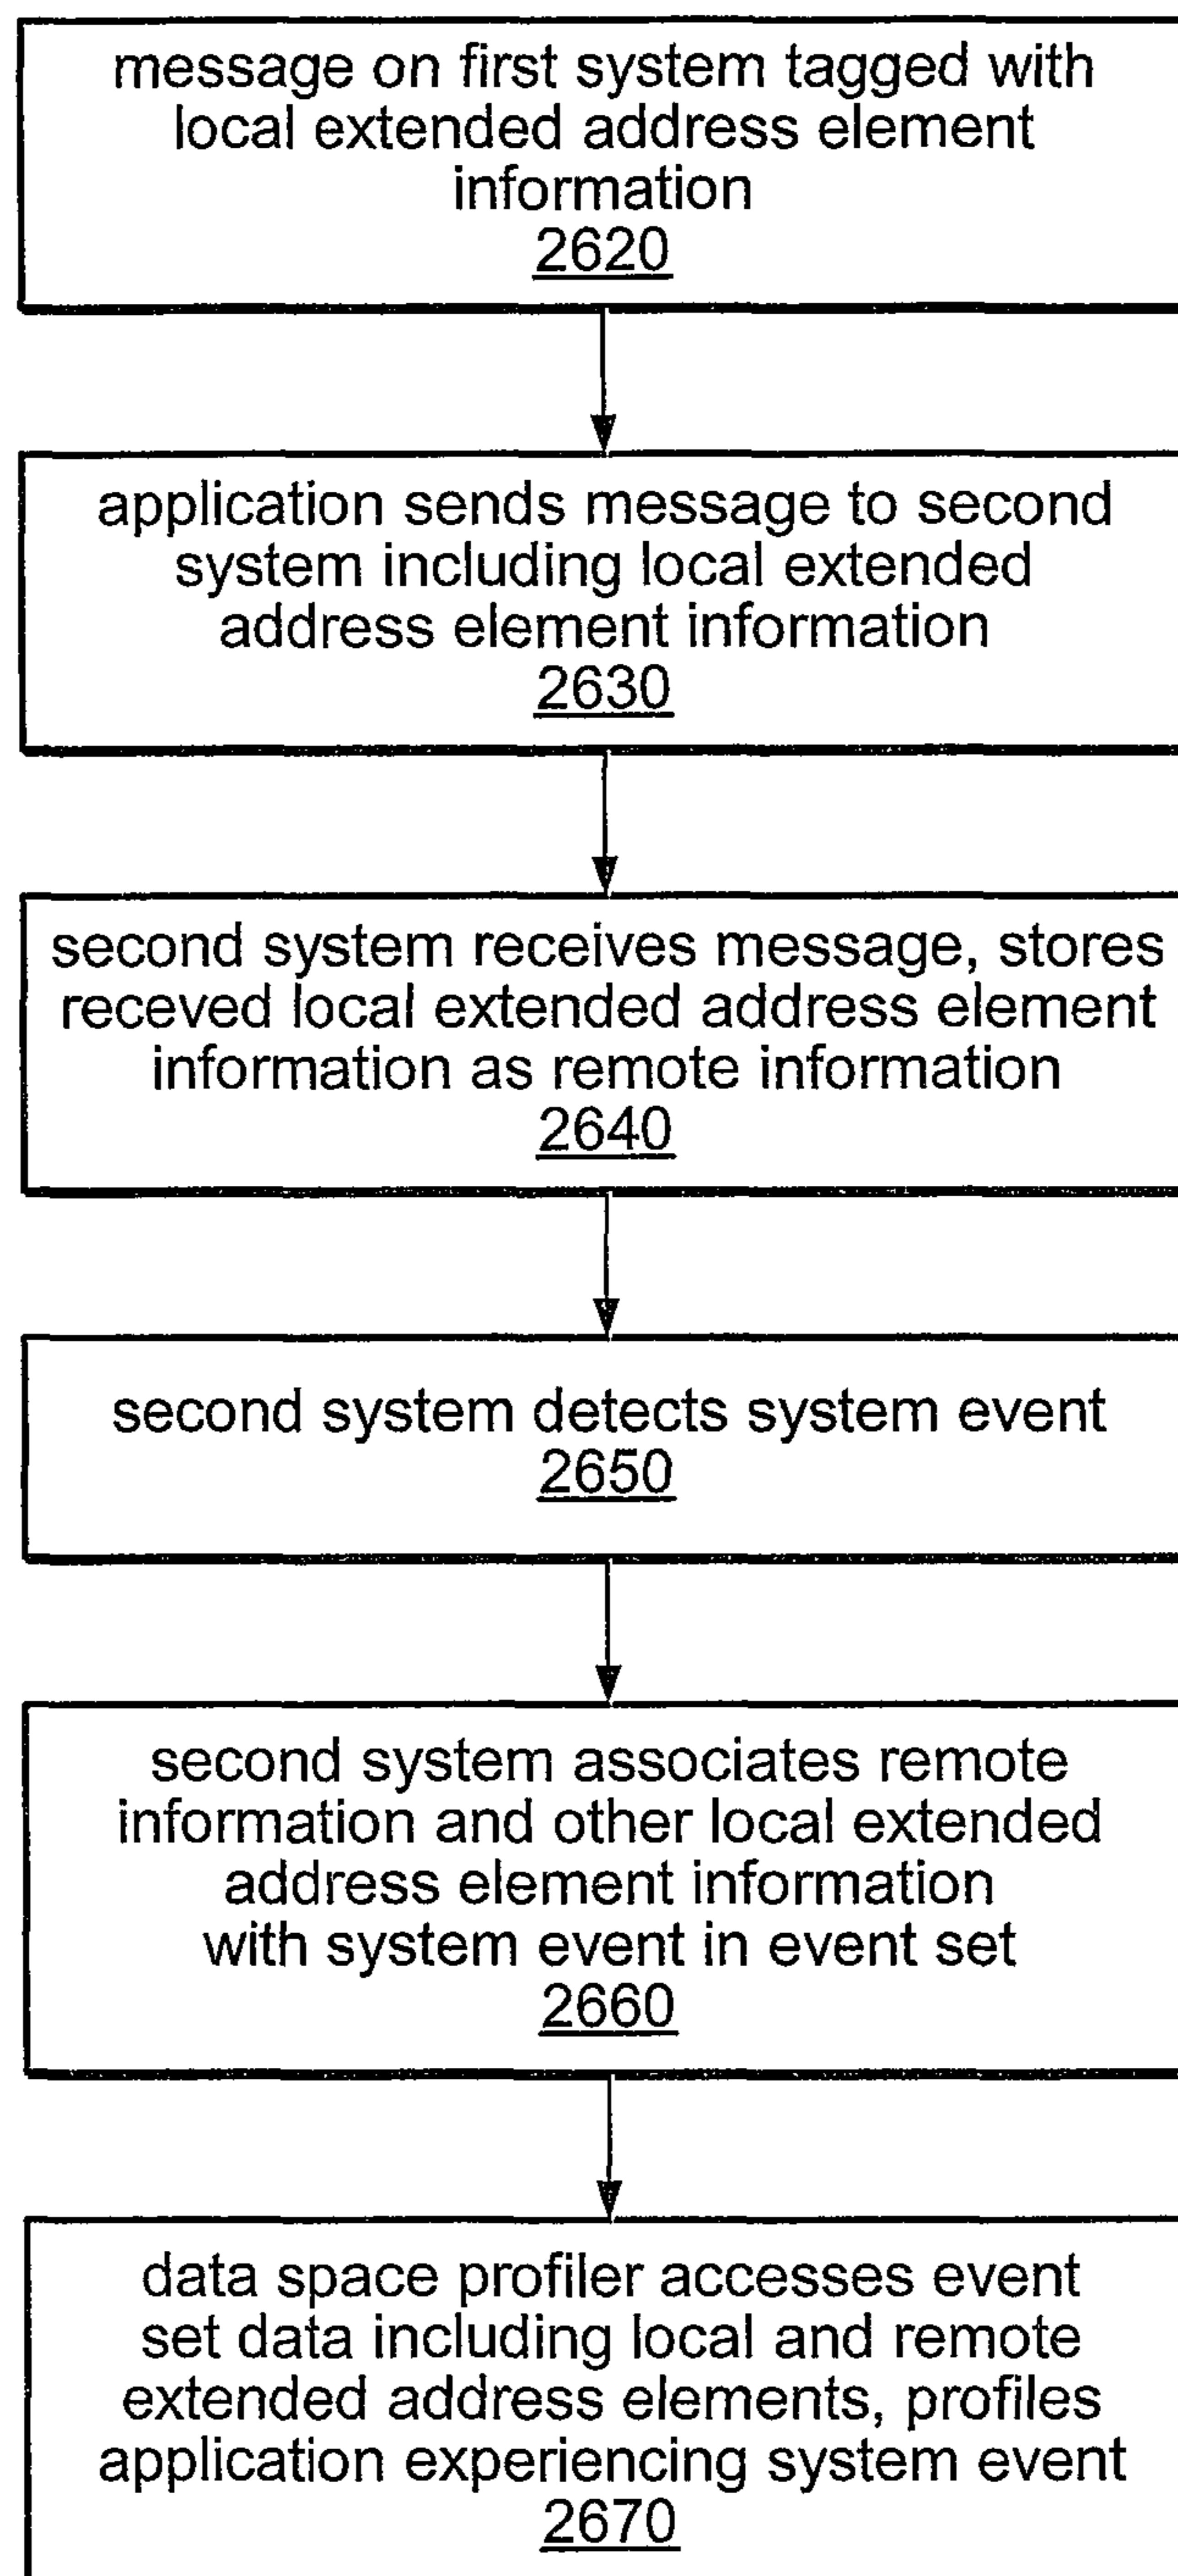 message on first system tagged with
local extended address element
information
2620
application sends message to second
system including local extended
address element information
2630
second system receives message, stores
receved local extended address element
information as remote information
2640
second system detects system event
2650
second system associates remote
information and other local extended
address element information
with system event in event set
2660
data space profiler accesses event
set data including local and remote
extended address elements, profiles
application experiencing system event
2670